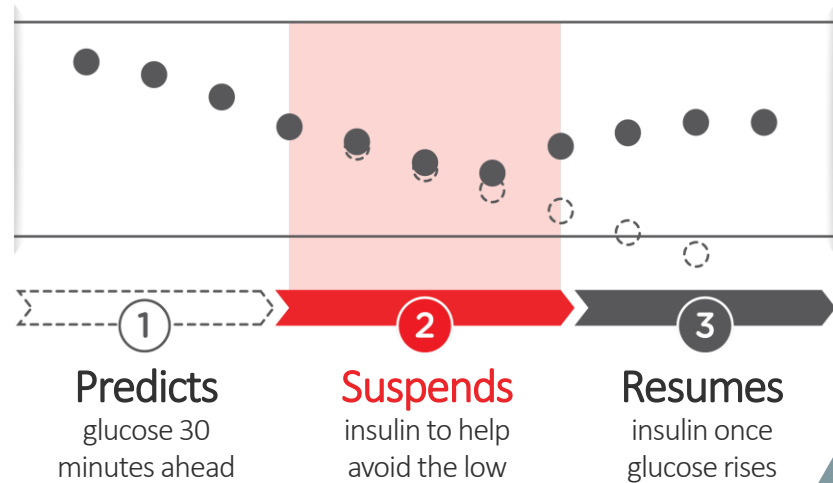 1
2
3
Predicts
glucose 30
minutes ahead
Suspends
insulin to help
avoid the low
Resumes
insulin once
glucose rises